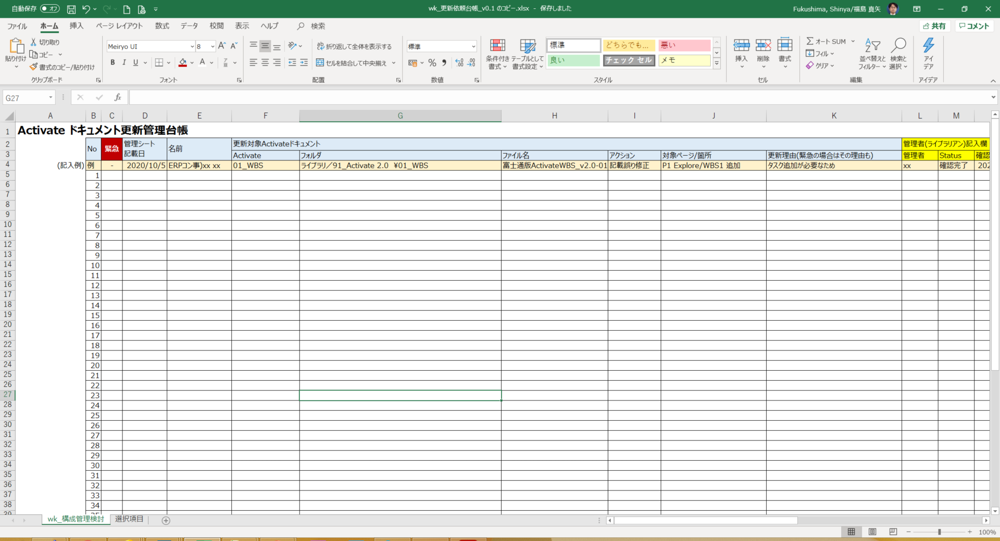 自動保存 オフ
wk_更新依頼台帳_v0.1 のコピー.xlsx - 保存しました
Fukushima, Shinya/福島 真矢
ファイル ホーム 挿入 ページ レイアウト 数式 データ 校閲 表示 ヘルプ 検索 共有 コメント
貼り付け
切り取り
コピー
書式のコピー/貼り付け
クリップボード
Meiryo UI 8
B I U
フォント
折り返して全体を表示する
セルを結合して中央揃え
配置
標準
数値
条件付き書式
テーブルとして書式設定
標準 どちらでも... 悪い
良い チェック セル メモ
スタイル
挿入 削除 書式
セル
オート SUM
フィル
クリア
並べ替えとフィルター
検索と選択
編集
アイデア
アイデア
G27 fx
A B C D E F G H I J K L M
1 Activate ドキュメント更新管理台帳
2 No 緊急 管理シート記載日 名前 更新対象Activateドキュメント 管理者(ライブラリアン)記入欄
3 Activate フォルダ ファイル名 アクション 対象ページ/箇所 更新理由(緊急の場合はその理由も) 管理者 Status 確認
4 (記入例) 例 - 2020/10/5 ERPコン事)xx xx 01_WBS ライブラリ／91_Activate 2.0 ¥01_WBS 富士通版ActivateWBS_v2.0-01 記載誤り修正 P1 Explore/WBS1 追加 タスク追加が必要なため xx 確認完了 202
5 1
6 2
7 3
8 4
9 5
10 6
11 7
12 8
13 9
14 10
15 11
16 12
17 13
18 14
19 15
20 16
21 17
22 18
23 19
24 20
25 21
26 22
27 23
28 24
29 25
30 26
31 27
32 28
33 29
34 30
35 31
36 32
37 33
38 34
39 35
wk_構成管理検討 選択項目
100%